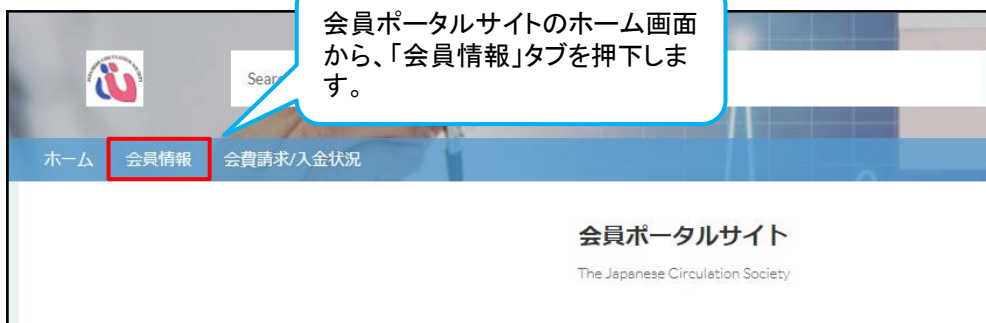 会員ポータルサイトのホーム画面
から、「会員情報」タブを押下しま
す。
ホーム 会員情報 会費請求/入金状況
会員ポータルサイト
The Japanese Circulation Society